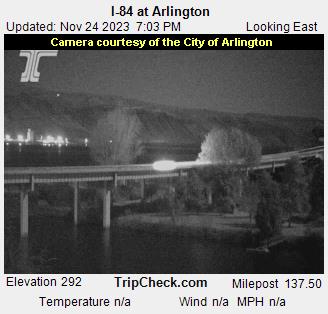 I-84 at Arlington
Updated: Nov 24 2023 7:03 PM Looking East
Camera courtesy of the City of Arlington
Elevation 292 TripCheck.com Milepost 137.50
Temperature n/a Wind n/a MPH n/a